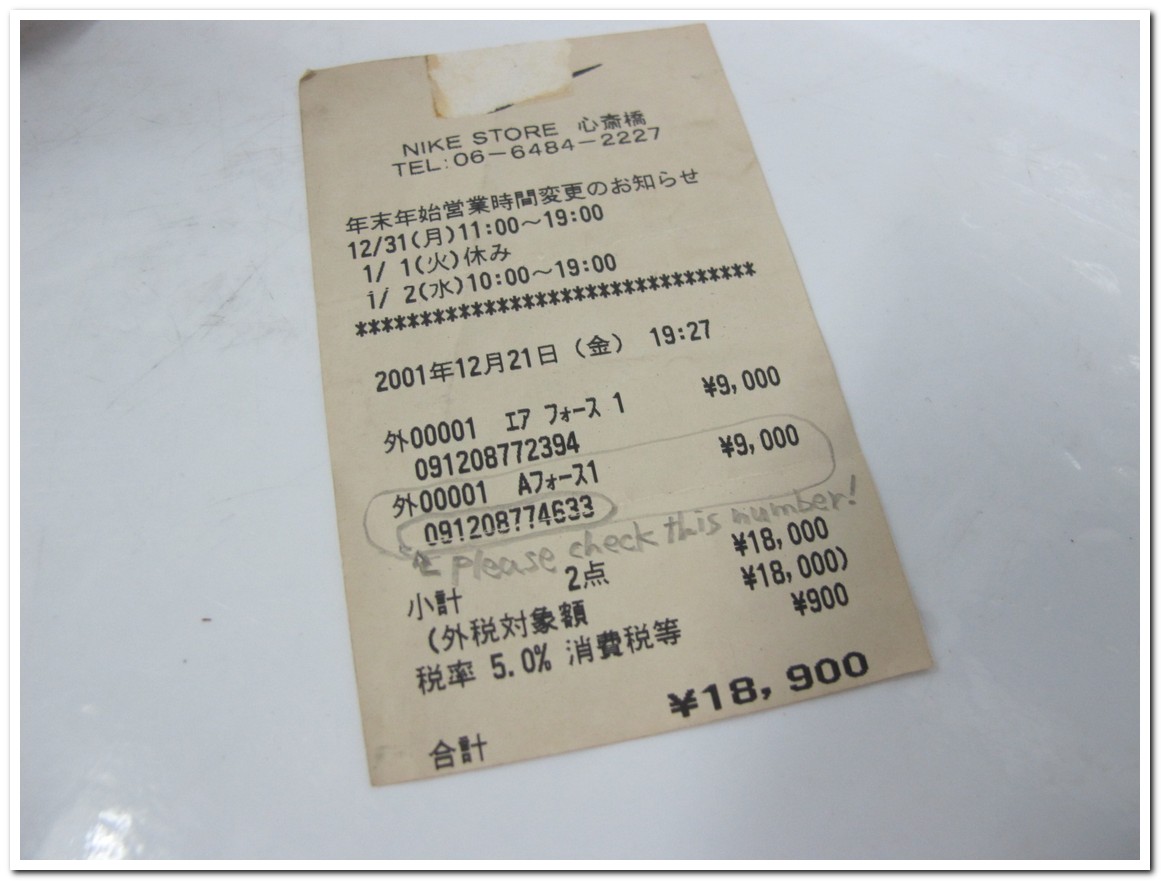 NIKE STORE 心斎橋
TEL:06-6484-2227
年末年始営業時間変更のお知らせ
12/31(月)11:00~19:00
1/ 1(火)休み
1/ 2(水)10:00~19:00
*******************************
2001年12月21日(金) 19:27
外00001 エア フォース 1 ¥9,000
091208772394
外00001 Aフォース1 ¥9,000
091208774633
← please check this number!
小計 2点 ¥18,000
(外税対象額 ¥18,000)
税率 5.0% 消費税等 ¥900
合計 ¥18,900